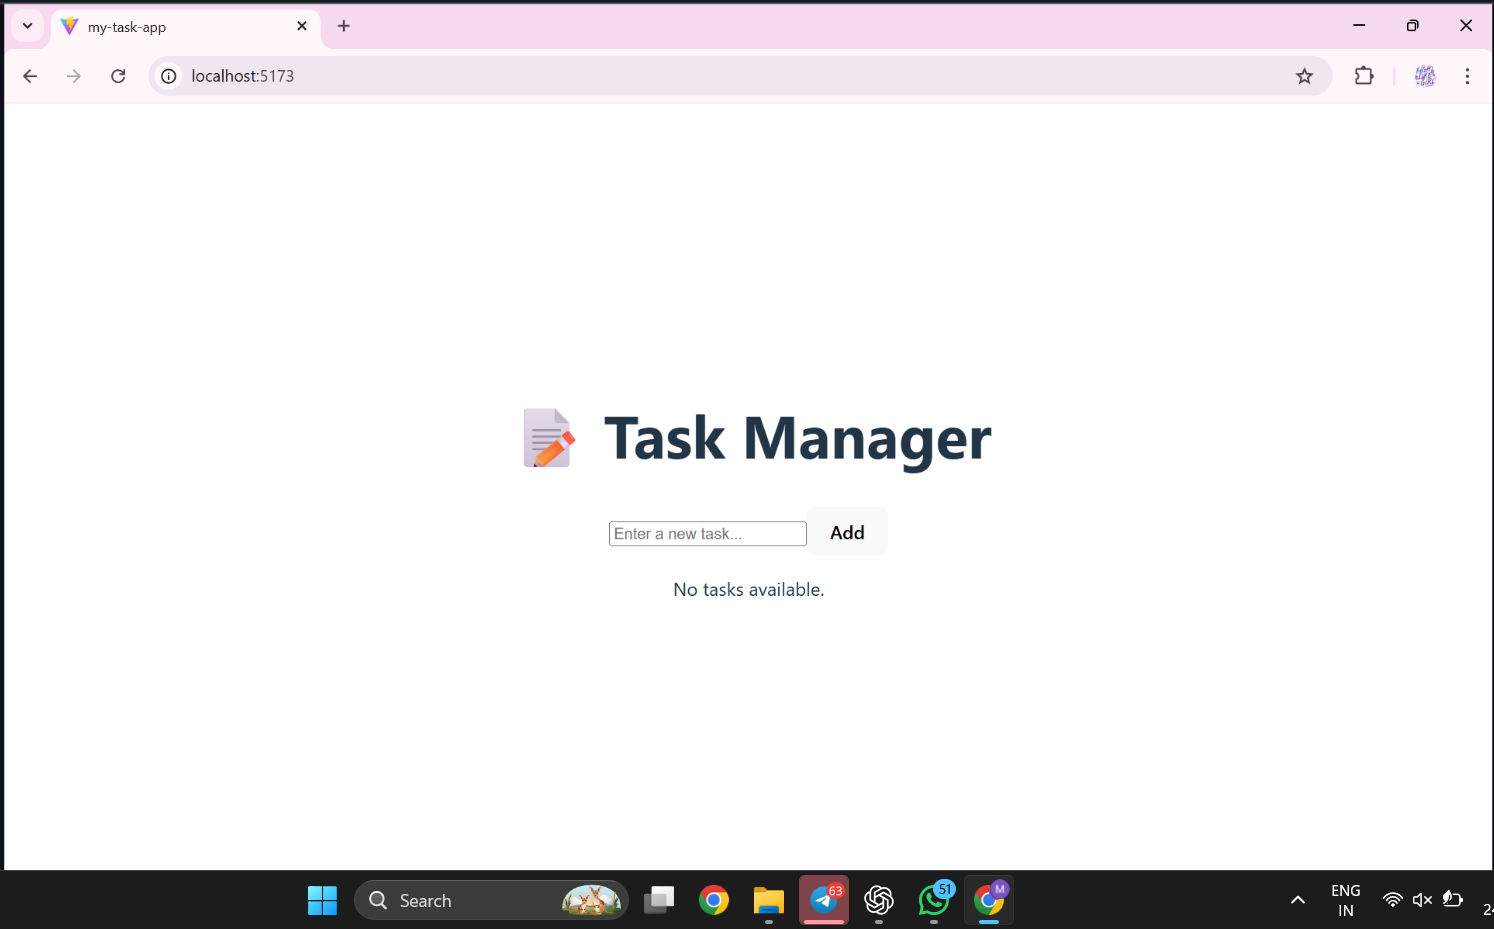 my-task-app
localhost:5173
Task Manager
Enter a new task...
Add
No tasks available.
Search
63
51
M
ENG
IN